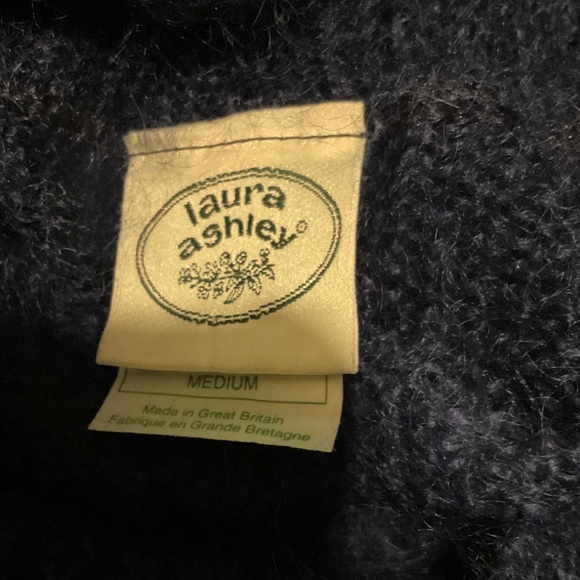 laura
ashley®
MEDIUM
Made in Great Britain
Fabriqué en Grande Bretagne